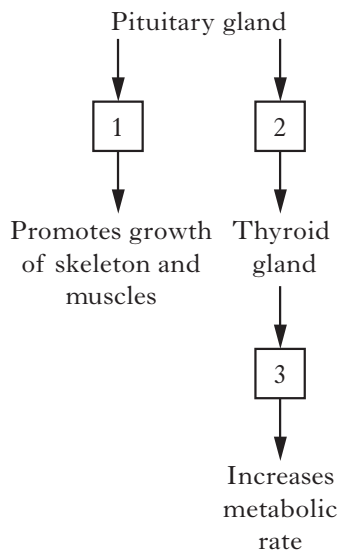 Pituitary gland
1
2
Promotes growth
of skeleton and
muscles
Thyroid
gland
3
Increases
metabolic
rate